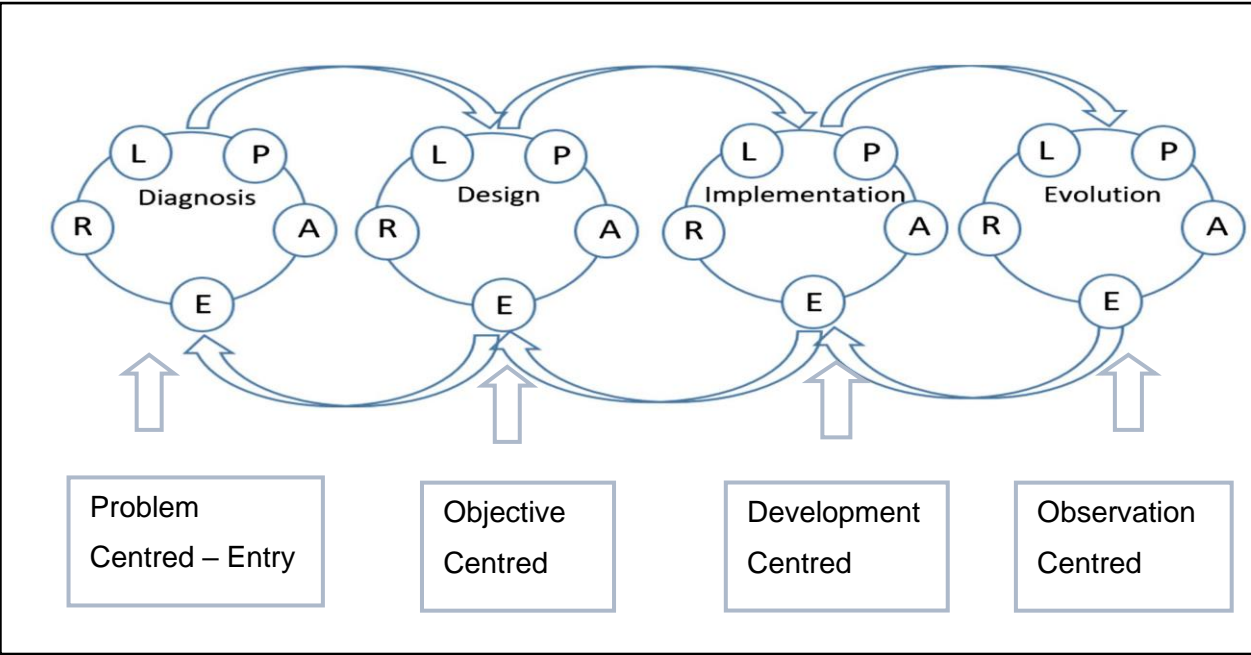 L P
Diagnosis
R A
E
L P
Design
R A
E
L P
Implementation
R A
E
L P
Evolution
R A
E
Problem
Centred – Entry
Objective
Centred
Development
Centred
Observation
Centred